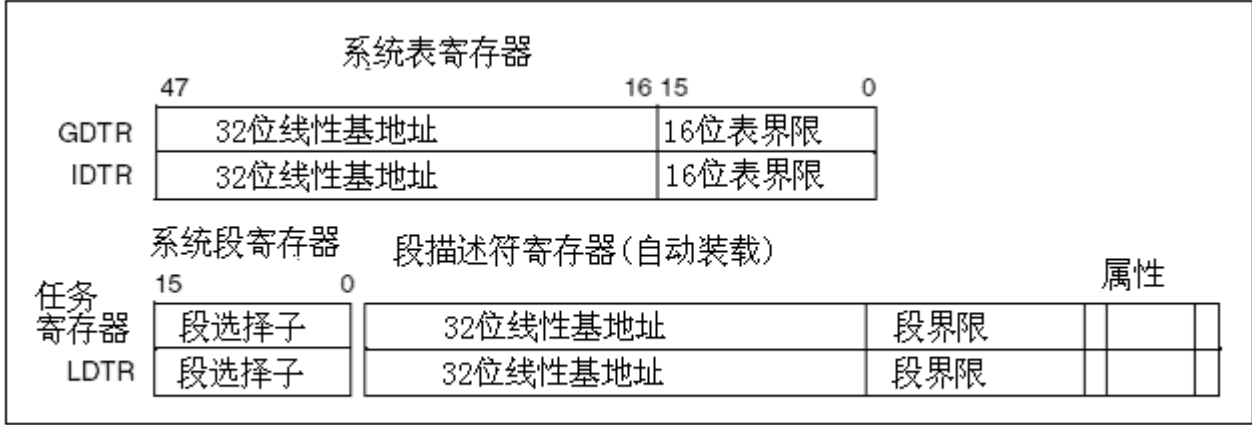 系统表寄存器
47 16 15 0
GDTR 32位线性基地址 16位表界限
IDTR 32位线性基地址 16位表界限
系统段寄存器 段描述符寄存器(自动装载)
15 0 属性
任务
寄存器 段选择子 32位线性基地址 段界限
LDTR 段选择子 32位线性基地址 段界限